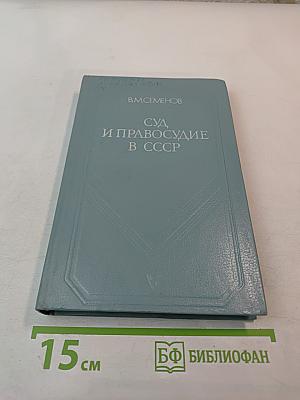 В.М.СЕМЕНОВ
СУД
И ПРАВОСУДИЕ
В СССР
15 см
БФ БИБЛИОФАН